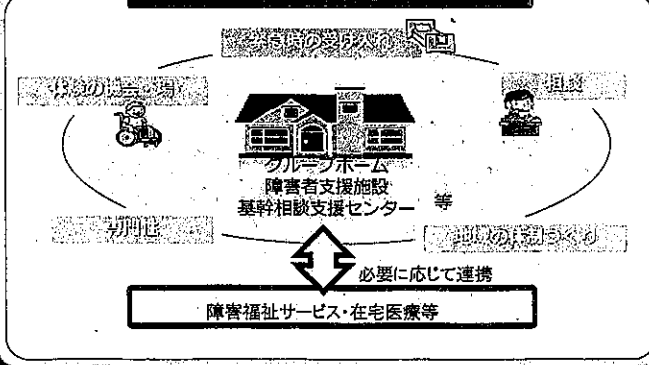 緊急時の受け入れ
体験の機会・場
相談
グループホーム
障害者支援施設
基幹相談支援センター 等
専門性
地域の体制づくり
必要に応じて連携
障害福祉サービス・在宅医療等